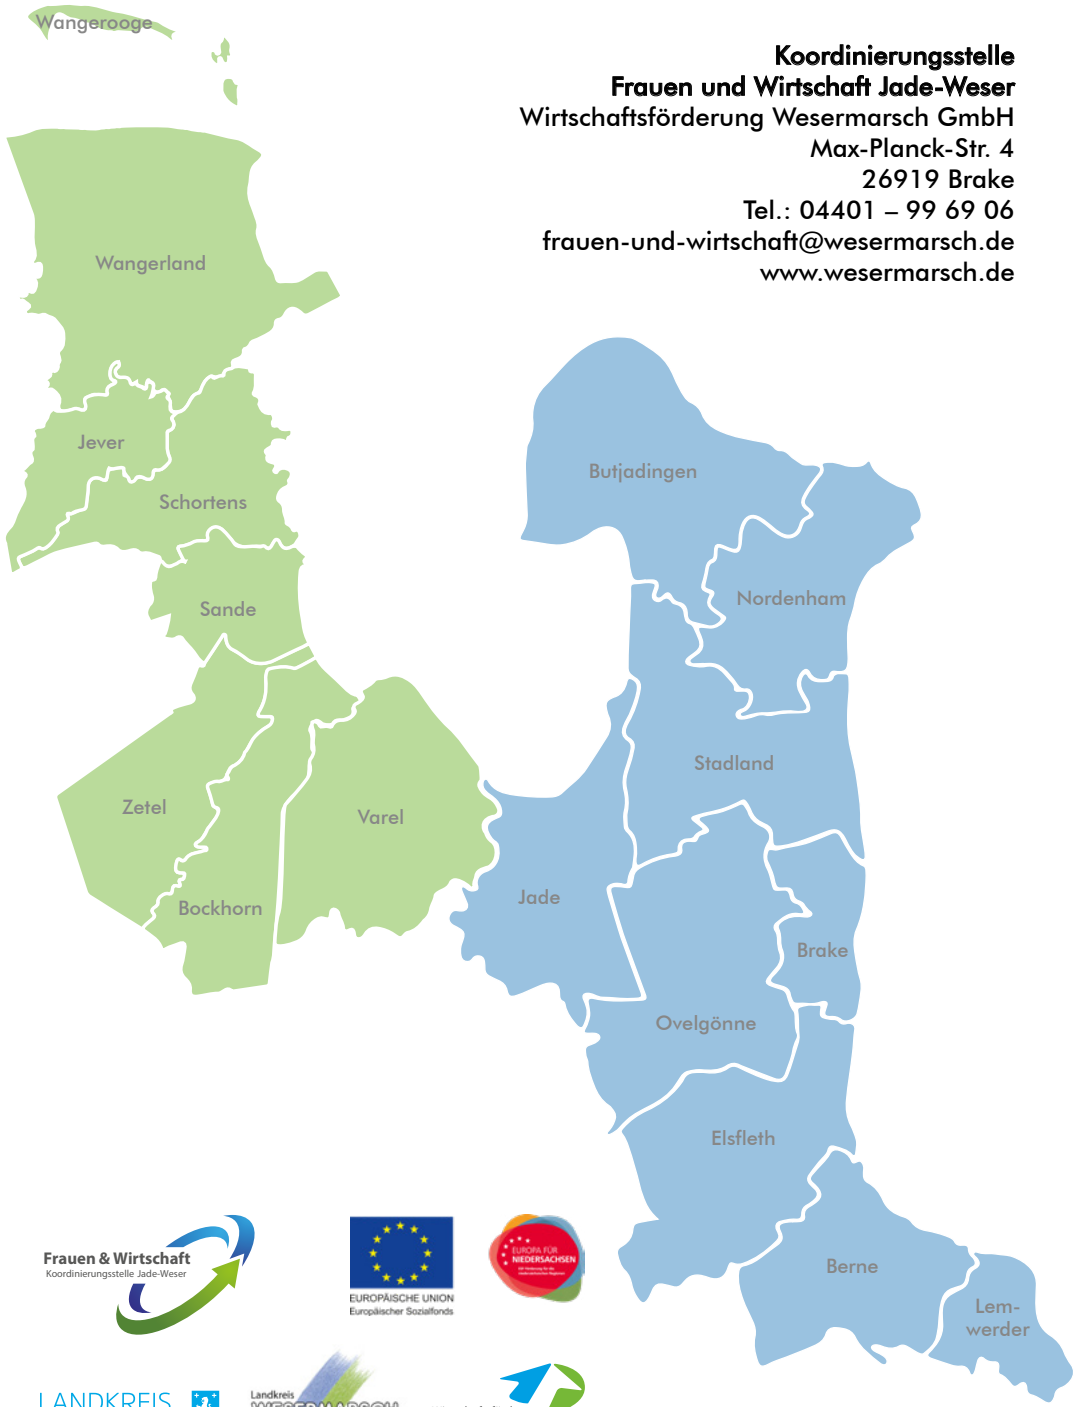 Wangerooge
Koordinierungsstelle
Frauen und Wirtschaft Jade-Weser
Wirtschaftsförderung Wesermarsch GmbH
Max-Planck-Str. 4
26919 Brake
Tel.: 04401 – 99 69 06
frauen-und-wirtschaft@wesermarsch.de
www.wesermarsch.de
Wangerland
Jever
Schortens
Sande
Zetel
Bockhorn
Varel
Butjadingen
Nordenham
Stadland
Jade
Brake
Ovelgönne
Elsfleth
Berne
Lem-
werder
Frauen & Wirtschaft
Koordinierungsstelle Jade-Weser
EUROPÄISCHE UNION
Europäischer Sozialfonds
EUROPA FÜR
NIEDERSACHSEN
LANDKREIS
Landkreis
WESERMARSCH